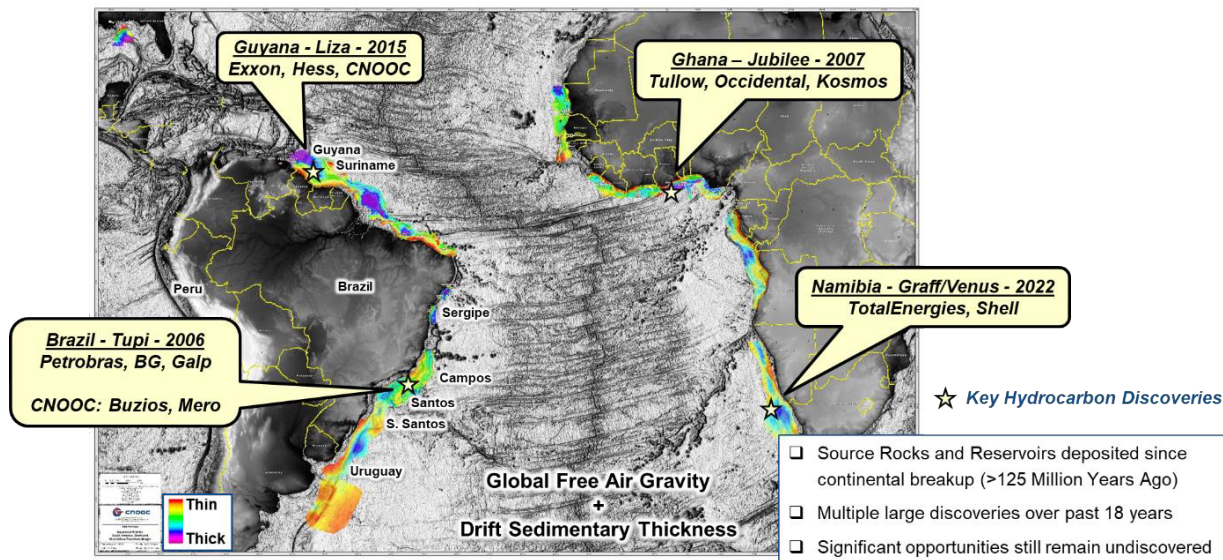 Guyana - Liza - 2015
Exxon, Hess, CNOOC
Ghana – Jubilee - 2007
Tullow, Occidental, Kosmos
Guyana
Suriname
Peru
Brazil
Namibia - Graff/Venus - 2022
TotalEnergies, Shell
Sergipe
Brazil - Tupi - 2006
Petrobras, BG, Galp
CNOOC: Buzios, Mero
Campos
Santos
S. Santos
Key Hydrocarbon Discoveries
Uruguay
Global Free Air Gravity
+
Drift Sedimentary Thickness
Thin
Thick
cnooc
❑ Source Rocks and Reservoirs deposited since
continental breakup (>125 Million Years Ago)
❑ Multiple large discoveries over past 18 years
❑ Significant opportunities still remain undiscovered